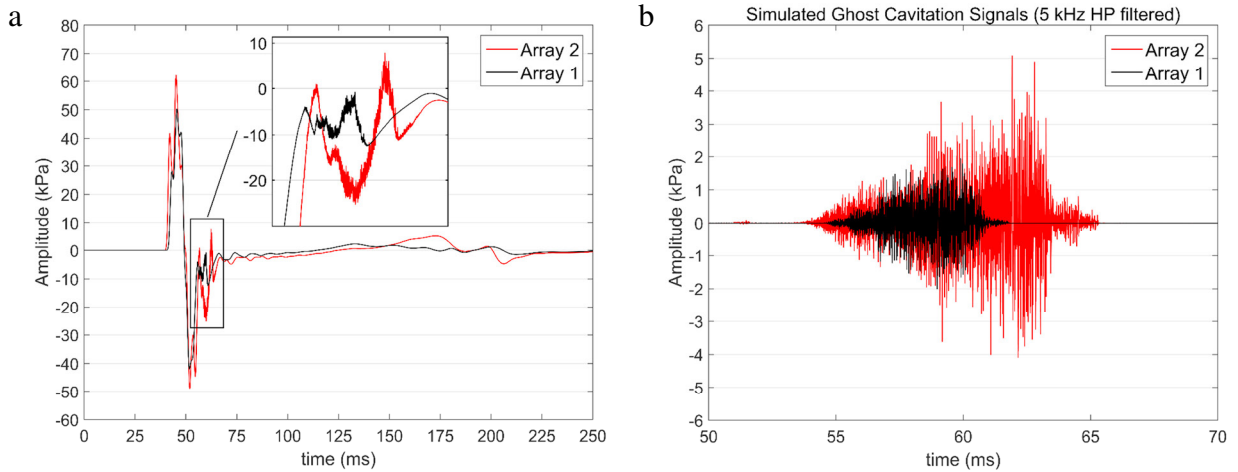 a
80
70
60
50
40
30
20
10
0
-10
-20
-30
-40
-50
-60
0 25 50 75 100 125 150 175 200 225 250
Amplitude (kPa)
time (ms)
Array 2
Array 1
10
0
-10
-20
b
Simulated Ghost Cavitation Signals (5 kHz HP filtered)
6
5
4
3
2
1
0
-1
-2
-3
-4
-5
-6
50 55 60 65 70
Amplitude (kPa)
time (ms)
Array 2
Array 1